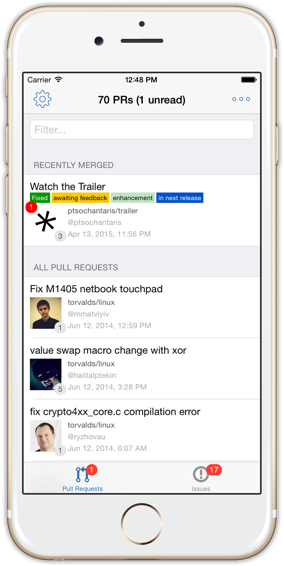 Carrier 12:48 PM
70 PRs (1 unread)
Filter...
RECENTLY MERGED
Watch the Trailer
Fixed awaiting feedback enhancement in next release
1
ptsochantaris/trailer
@ptsochantaris
3
Apr 13, 2015, 11:56 PM
ALL PULL REQUESTS
Fix M1405 netbook touchpad
torvalds/linux
@mmatviyiv
1
Jun 12, 2014, 12:59 PM
value swap macro change with xor
torvalds/linux
@halitalptekin
5
Jun 12, 2014, 3:28 PM
fix crypto4xx_core.c compilation error
torvalds/linux
@ryzhovau
1
Jun 12, 2014, 6:07 AM
1 17
Pull Requests Issues